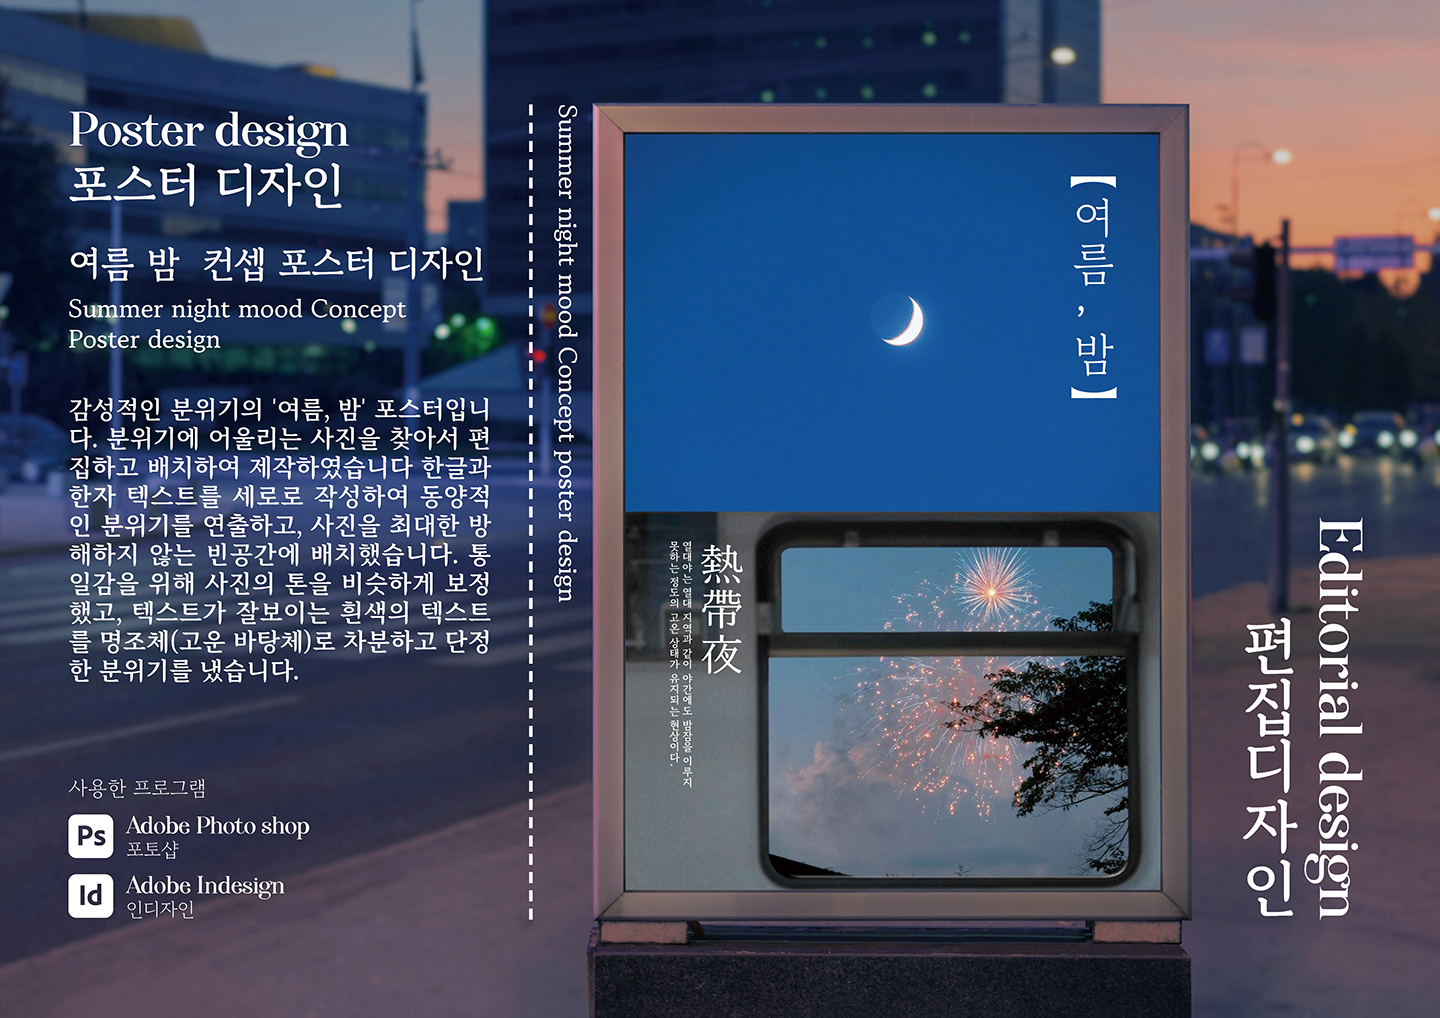 Poster design
포스터 디자인
여름 밤 컨셉 포스터 디자인
Summer night mood Concept
Poster design
감성적인 분위기의 '여름, 밤' 포스터입니
다. 분위기에 어울리는 사진을 찾아서 편
집하고 배치하여 제작하였습니다 한글과
한자 텍스트를 세로로 작성하여 동양적
인 분위기를 연출하고, 사진을 최대한 방
해하지 않는 빈공간에 배치했습니다. 통
일감을 위해 사진의 톤을 비슷하게 보정
했고, 텍스트가 잘보이는 흰색의 텍스트
를 명조체(고운 바탕체)로 차분하고 단정
한 분위기를 냈습니다.
사용한 프로그램
Ps
Adobe Photo shop
포토샵
Id
Adobe Indesign
인디자인
Summer night mood Concept poster design
【여름, 밤】
熱帶夜
열대야는 열대 지역과 같이 야간에도 밤잠을 이루지
못하는 정도의 고온 상태가 유지되는 현상이다.
Editorial design
편집디자인